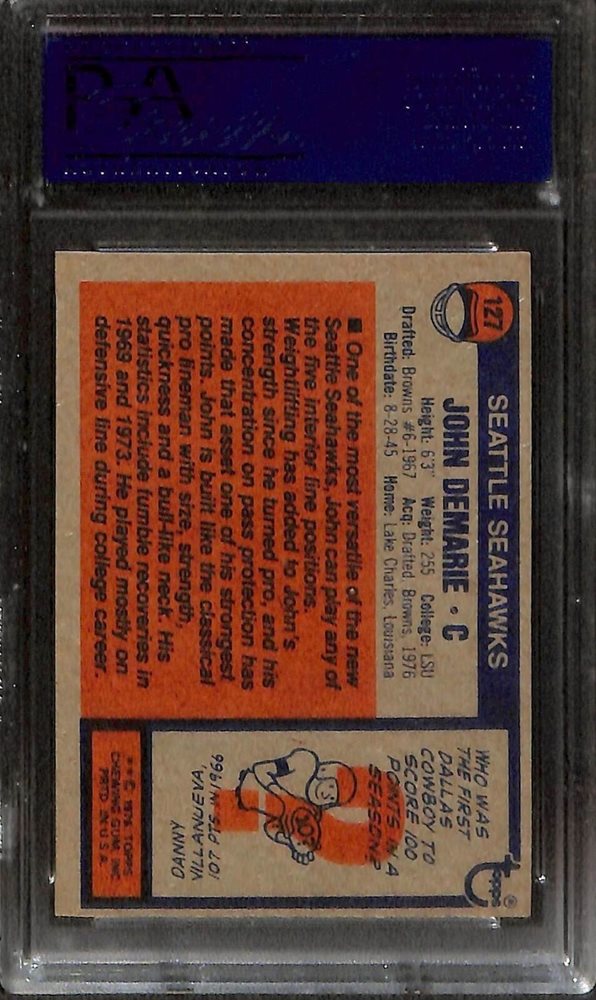 PSA
127
SEATTLE SEAHAWKS
JOHN DEMARIE • C
Height: 6'3" Weight: 255 College: LSU
Drafted: Browns #6-1967 Acq: Drafted, Browns, 1976
Birthdate: 8-28-45 Home: Lake Charles, Louisiana
■ One of the most versatile of the new
Seattle Seahawks, John can play any of
the five interior line positions.
Weightlifting has added to John's
strength since he turned pro, and his
concentration on pass protection has
made that asset one of his strongest
points. John is built like the classical
pro lineman with size, strength,
quickness and a bull-like neck. His
statistics include fumble recoveries in
1969 and 1973. He played mostly on
defensive line during college career.
topps®
WHO WAS
THE FIRST
DALLAS
COWBOY TO
SCORE 100
POINTS IN A
SEASON?
DANNY
VILLANUEVA,
107 PTS. IN 1966
© 1976 TOPPS
CHEWING GUM, INC.
PRTD. IN U.S.A.